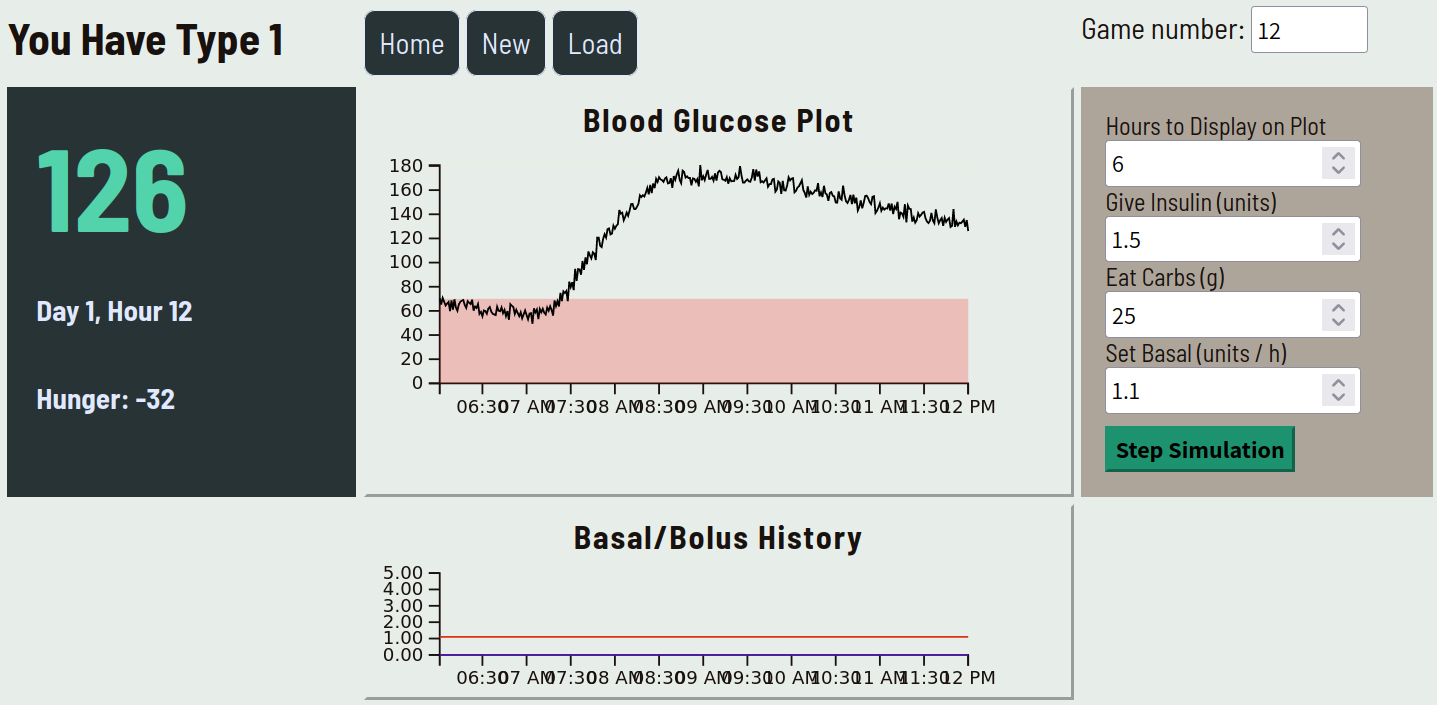 You Have Type 1
Home New Load
Game number: 12
126
Day 1, Hour 12
Hunger: -32
Blood Glucose Plot
180
160
140
120
100
80
60
40
20
0
06:30 07 AM 07:30 08 AM 08:30 09 AM 09:30 10 AM 10:30 11 AM 11:30 12 PM
Hours to Display on Plot
6
Give Insulin (units)
1.5
Eat Carbs (g)
25
Set Basal (units / h)
1.1
Step Simulation
Basal/Bolus History
5.00
4.00
3.00
2.00
1.00
0.00
06:30 07 AM 07:30 08 AM 08:30 09 AM 09:30 10 AM 10:30 11 AM 11:30 12 PM